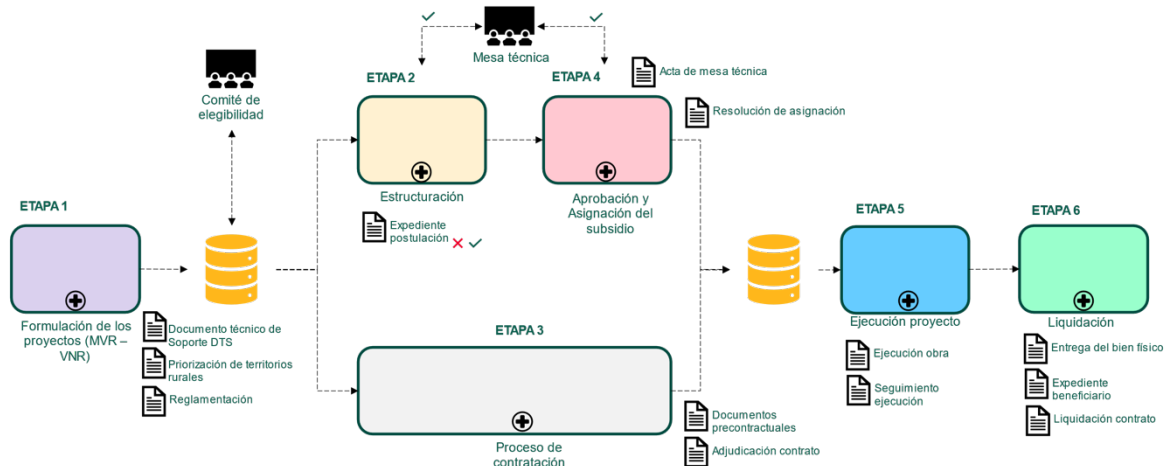 Mesa técnica
Comité de
elegibilidad
ETAPA 1
Formulación de los
proyectos (MVR –
VNR)
Documento técnico de
Soporte DTS
Priorización de territorios
rurales
Reglamentación
ETAPA 2
Estructuración
Expediente
postulación
ETAPA 4
Aprobación y
Asignación del
subsidio
Acta de mesa técnica
Resolución de asignación
ETAPA 3
Proceso de
contratación
Documentos
precontractuales
Adjudicación contrato
ETAPA 5
Ejecución proyecto
Ejecución obra
Seguimiento
ejecución
ETAPA 6
Liquidación
Entrega del bien físico
Expediente
beneficiario
Liquidación contrato